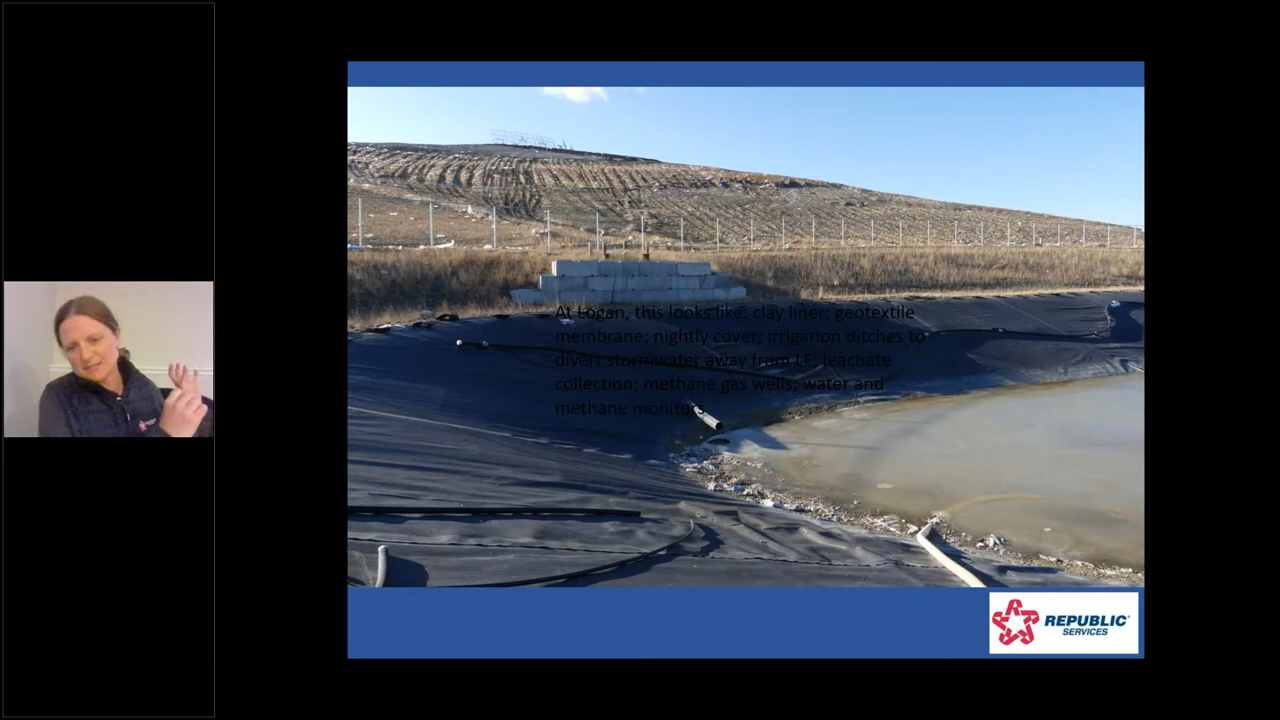 At Logan, this looks like: clay liner; geotextile
membrane; nightly cover; irrigation ditches to
divert stormwater away from LF; leachate
collection; methane gas wells; water and
methane monitors
REPUBLIC
SERVICES